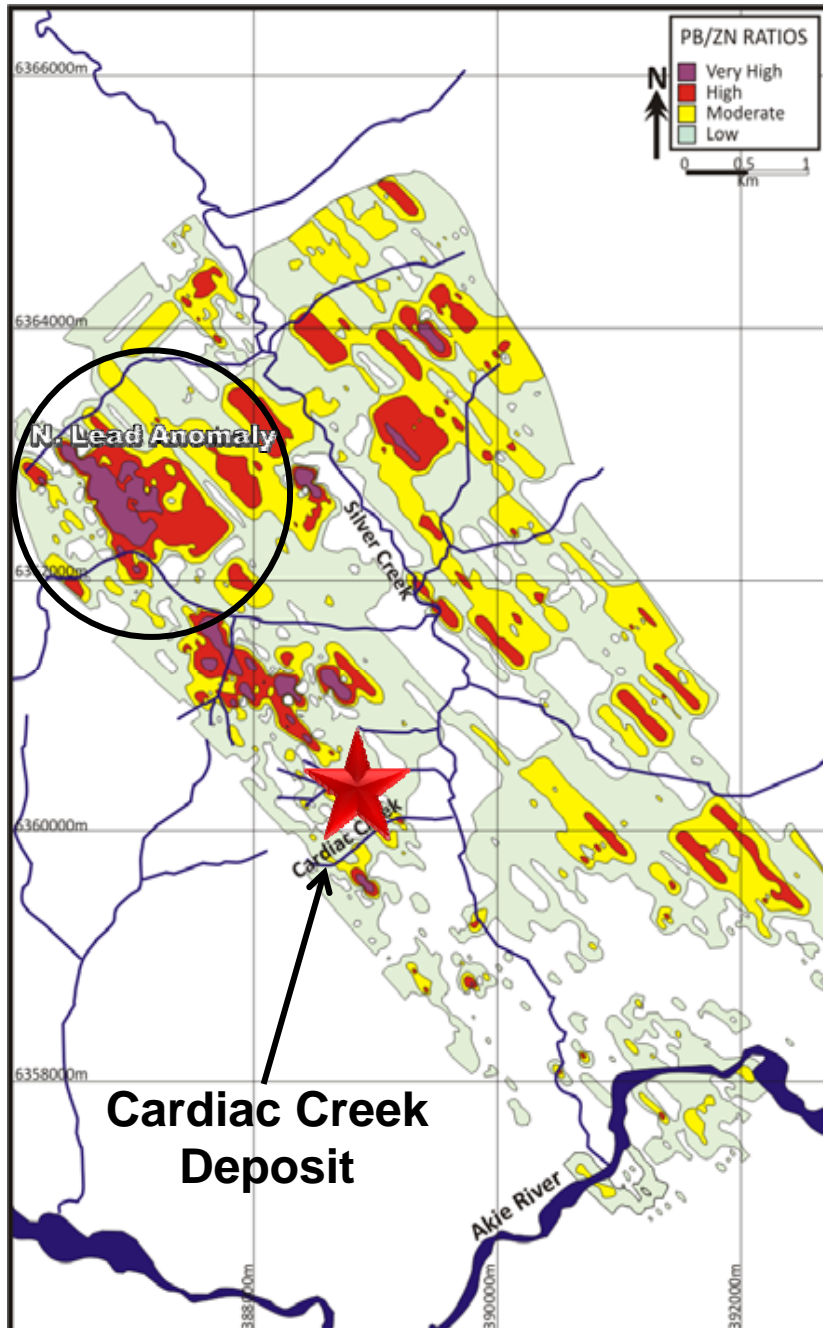 PB/ZN RATIOS
Very High
High
Moderate
Low
N
0 0.5 1
Km
6366000m
6364000m
N. Lead Anomaly
Silver Creek
6362000m
6360000m
Cardiac Creek
6358000m
Cardiac Creek
Deposit
Akie River
388000m
390000m
392000m